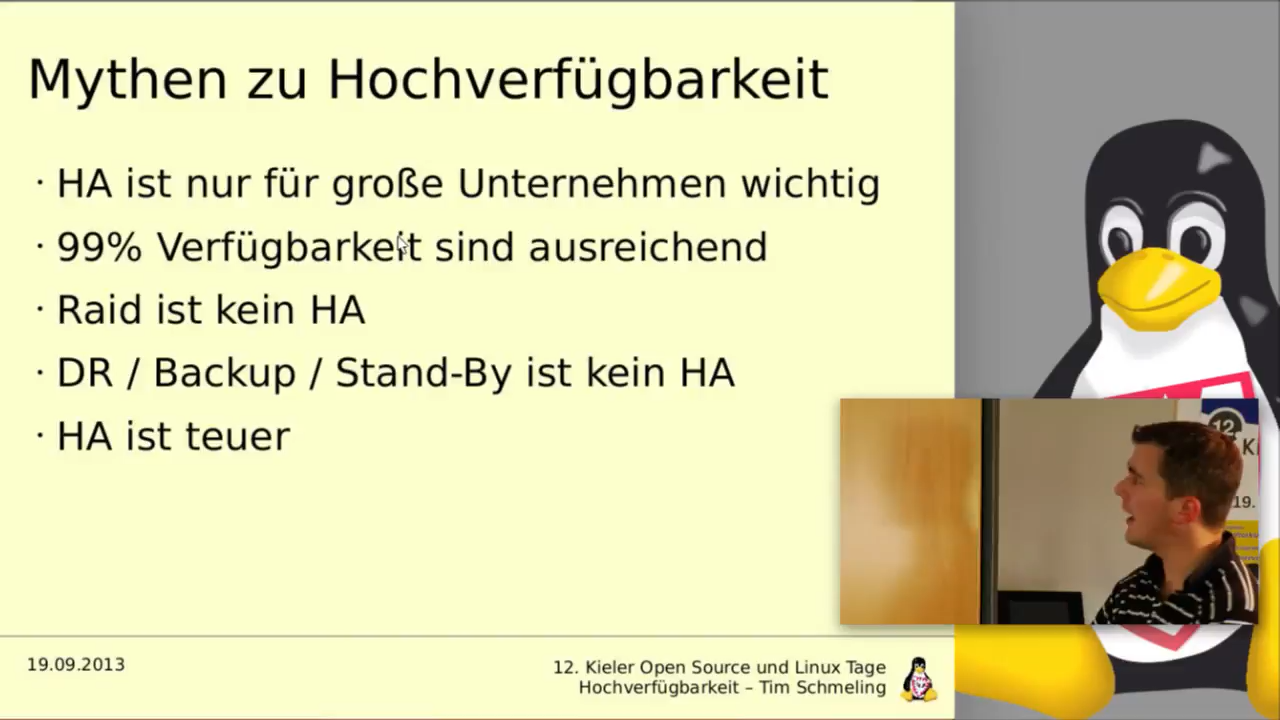 Mythen zu Hochverfügbarkeit
· HA ist nur für große Unternehmen wichtig
· 99% Verfügbarkeit sind ausreichend
· Raid ist kein HA
· DR / Backup / Stand-By ist kein HA
· HA ist teuer
12
K
19.
19.09.2013
12. Kieler Open Source und Linux Tage
Hochverfügbarkeit – Tim Schmeling